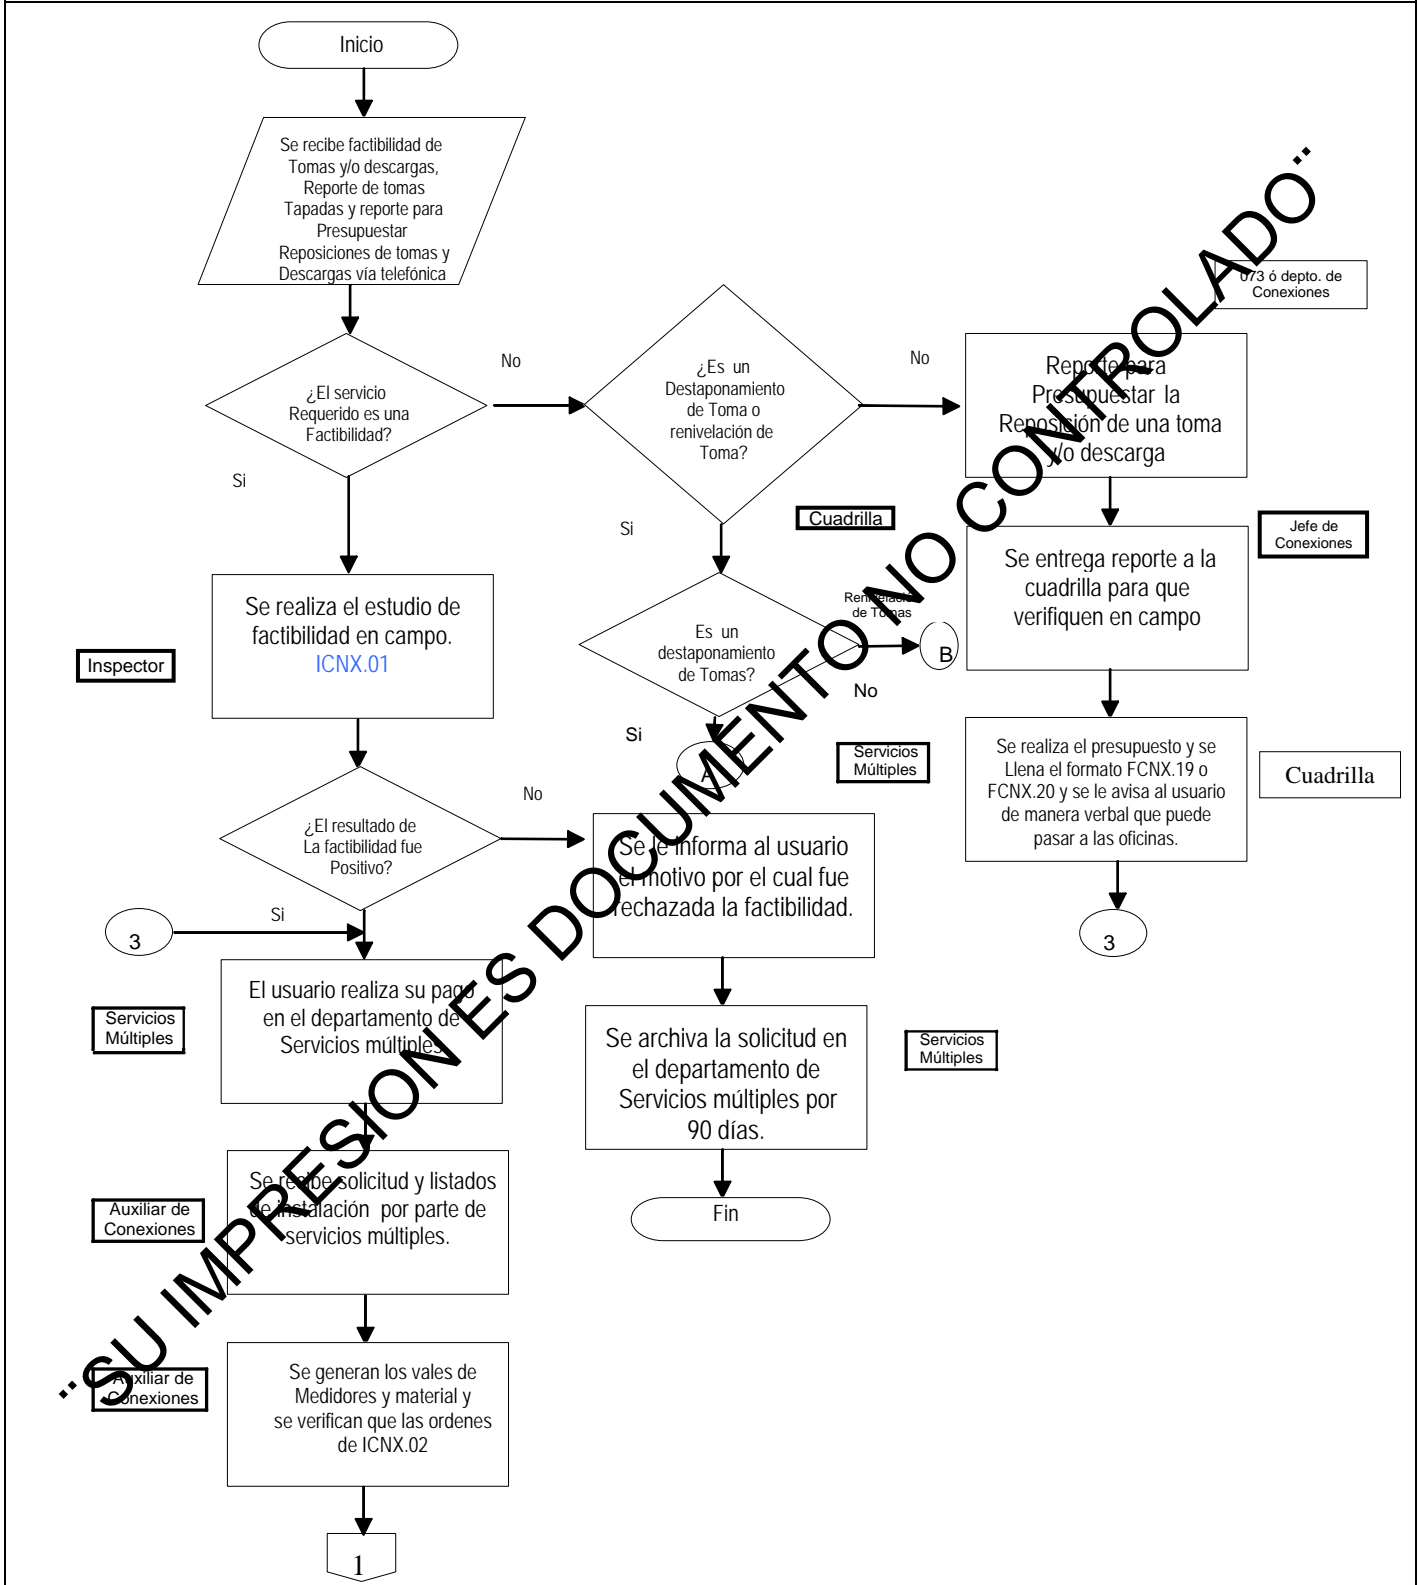 Inicio
Se recibe factibilidad de
Tomas y/o descargas,
Reporte de tomas
Tapadas y reporte para
Presupuestar
Reposiciones de tomas y
Descargas vía telefónica
¿El servicio
Requerido es una
Factibilidad?
No
Si
¿Es un
Destaponamiento
de Toma o
renivelación de
Toma?
No
Si
073 ó depto. de
Conexiones
Reporte para
Presupuestar la
Reposición de una toma
y/o descarga
Cuadrilla
Jefe de
Conexiones
Se entrega reporte a la
cuadrilla para que
verifiquen en campo
Se realiza el estudio de
factibilidad en campo.
ICNX.01
Inspector
Es un
destaponamiento
de Tomas?
Renivelación
de Tomas
B
No
Si
A
Servicios
Múltiples
Se realiza el presupuesto y se
Llena el formato FCNX.19 o
FCNX.20 y se le avisa al usuario
de manera verbal que puede
pasar a las oficinas.
Cuadrilla
3
¿El resultado de
La factibilidad fue
Positivo?
No
Si
3
Se le informa al usuario
el motivo por el cual fue
rechazada la factibilidad.
El usuario realiza su pago
en el departamento de
Servicios múltiples
Servicios
Múltiples
Se archiva la solicitud en
el departamento de
Servicios múltiples por
90 días.
Servicios
Múltiples
Fin
Se recibe solicitud y listados
de instalación por parte de
servicios múltiples.
Auxiliar de
Conexiones
Se generan los vales de
Medidores y material y
se verifican que las ordenes
de ICNX.02
Auxiliar de
Conexiones
1
¨SU IMPRESION ES DOCUMENTO NO CONTROLADO¨